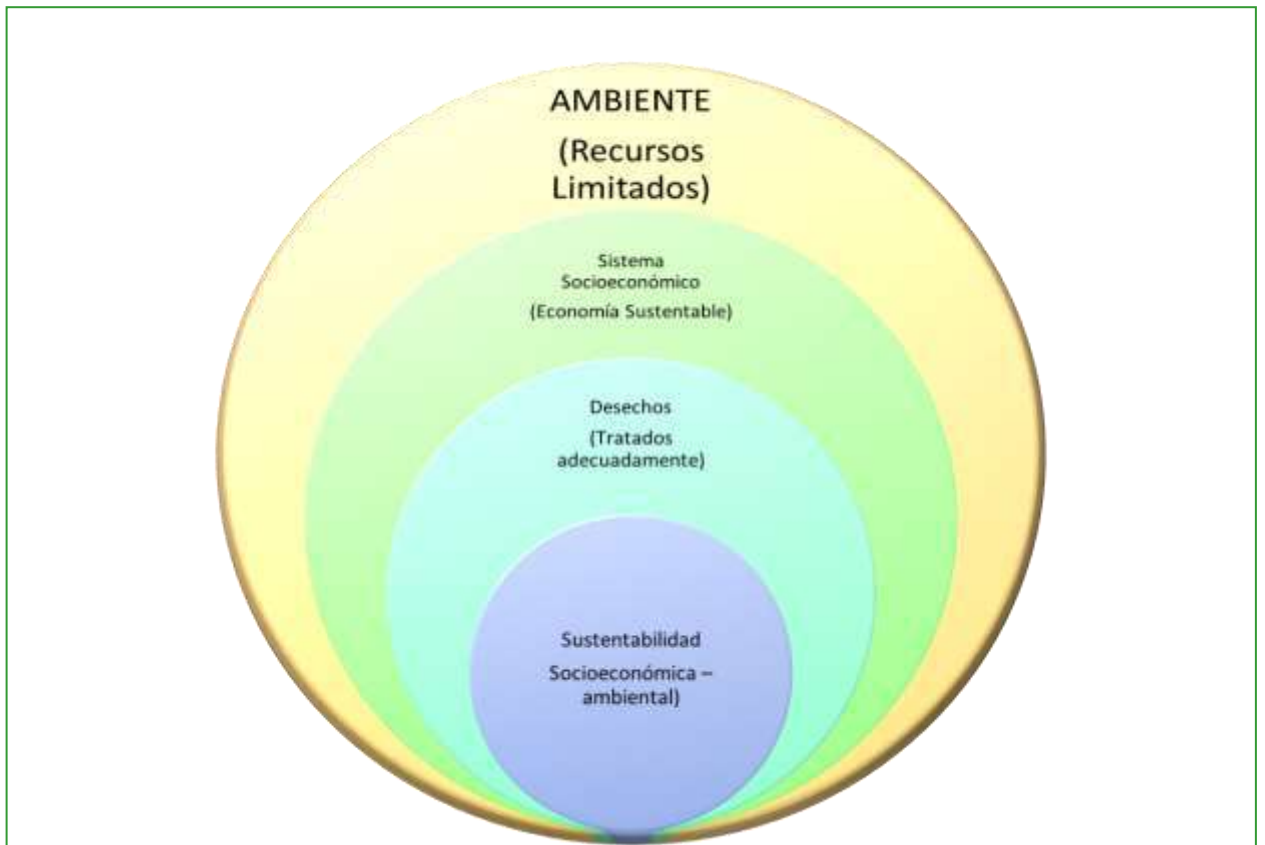 AMBIENTE
(Recursos
Limitados)
Sistema
Socioeconómico
(Economía Sustentable)
Desechos
(Tratados
adecuadamente)
Sustentabilidad
Socioeconómica –
ambiental)